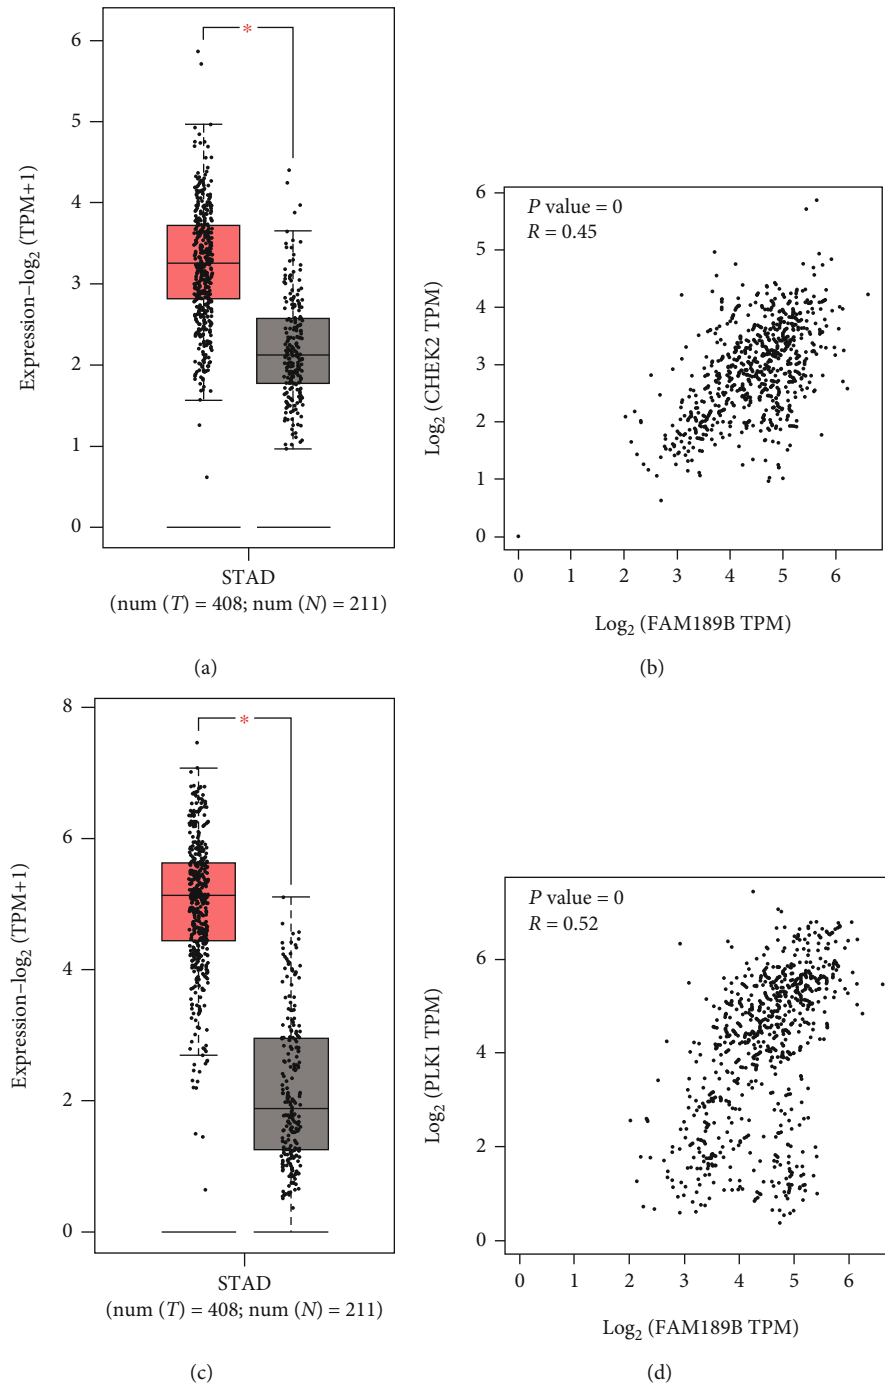 6
5
4
3
2
1
0
Expression–log₂ (TPM+1)
*
STAD
(num (T) = 408; num (N) = 211)
(a)
6
5
4
3
2
1
0
Log₂ (CHEK2 TPM)
P value = 0
R = 0.45
0 1 2 3 4 5 6
Log₂ (FAM189B TPM)
(b)
8
6
4
2
0
Expression–log₂ (TPM+1)
*
STAD
(num (T) = 408; num (N) = 211)
(c)
6
4
2
0
Log₂ (PLK1 TPM)
P value = 0
R = 0.52
0 1 2 3 4 5 6
Log₂ (FAM189B TPM)
(d)